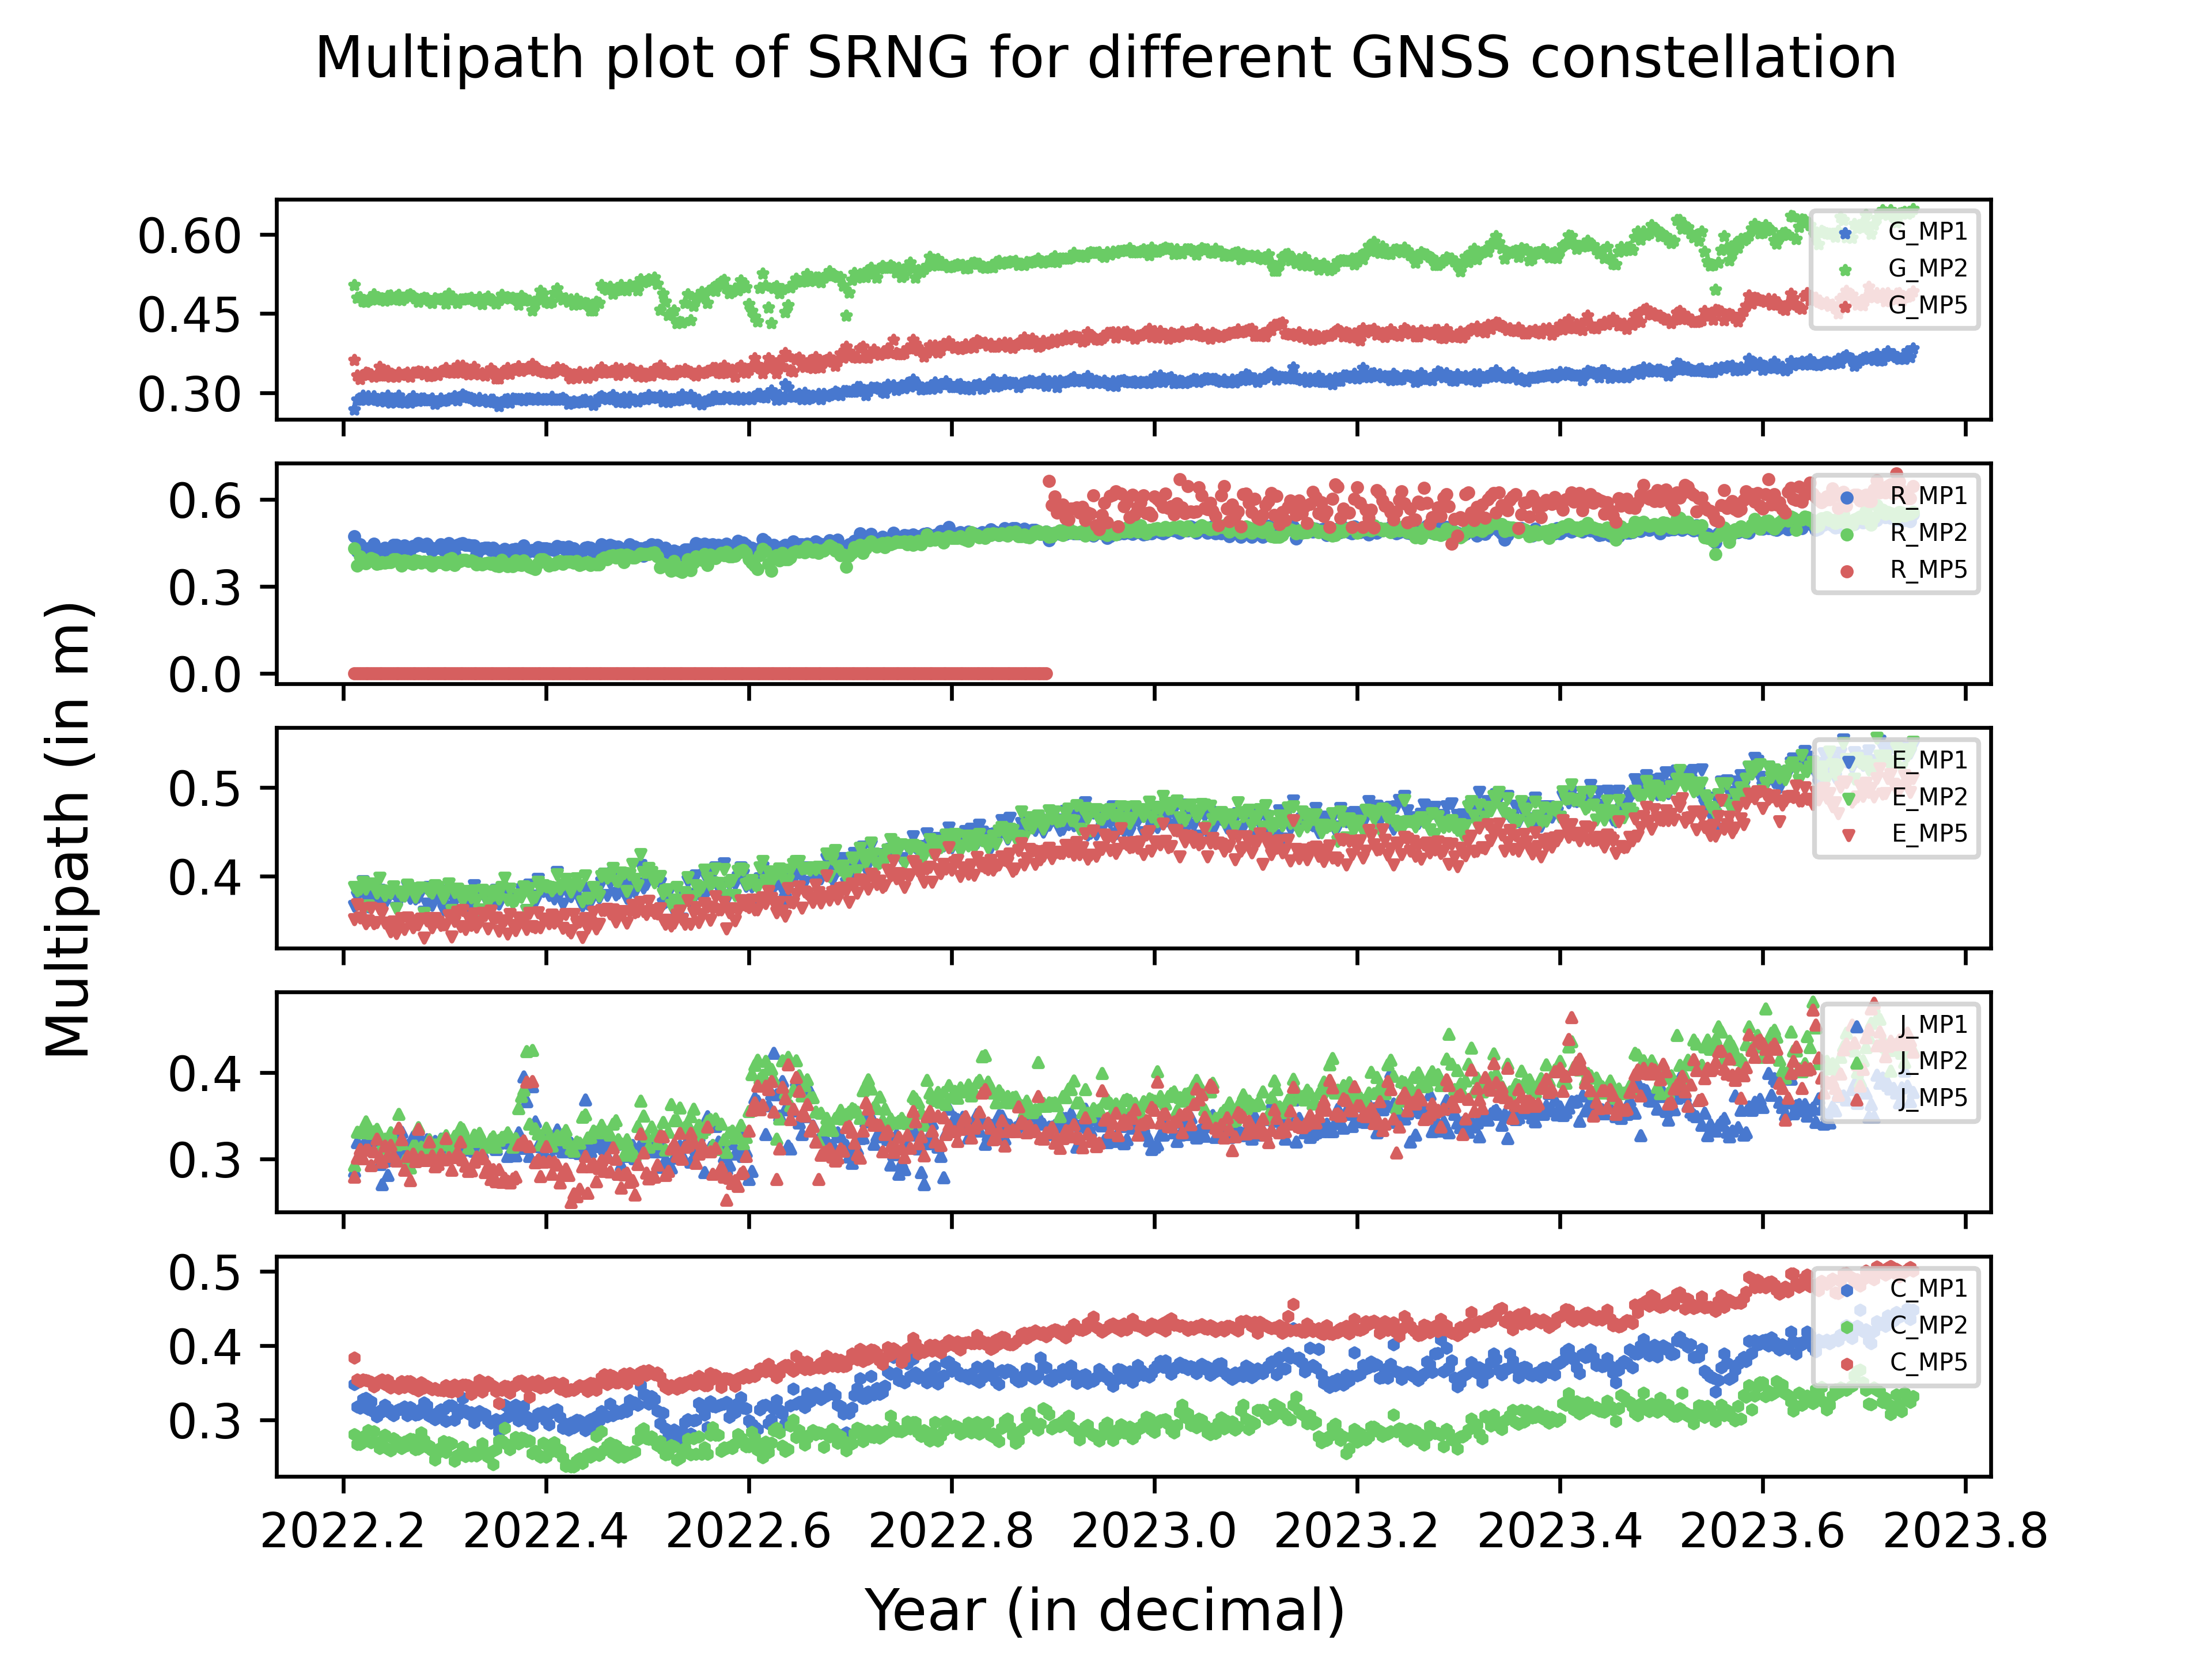 Multipath plot of SRNG for different GNSS constellation
Multipath (in m)
0.60
0.45
0.30
G_MP1
G_MP2
G_MP5
0.6
0.3
0.0
R_MP1
R_MP2
R_MP5
0.5
0.4
E_MP1
E_MP2
E_MP5
0.4
0.3
J_MP1
J_MP2
J_MP5
0.5
0.4
0.3
C_MP1
C_MP2
C_MP5
2022.2 2022.4 2022.6 2022.8 2023.0 2023.2 2023.4 2023.6 2023.8
Year (in decimal)